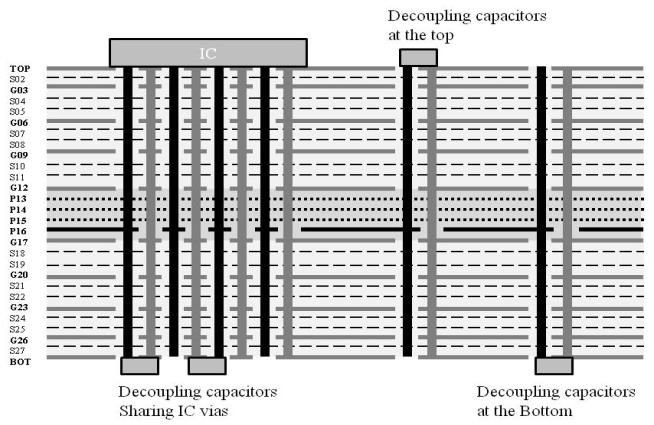 Decoupling capacitors
at the top
IC
TOP
S02
G03
S04
S05
G06
S07
S08
G09
S10
S11
G12
P13
P14
P15
P16
G17
S18
S19
G20
S21
S22
G23
S24
S25
G26
S27
BOT
Decoupling capacitors
Sharing IC vias
Decoupling capacitors
at the Bottom